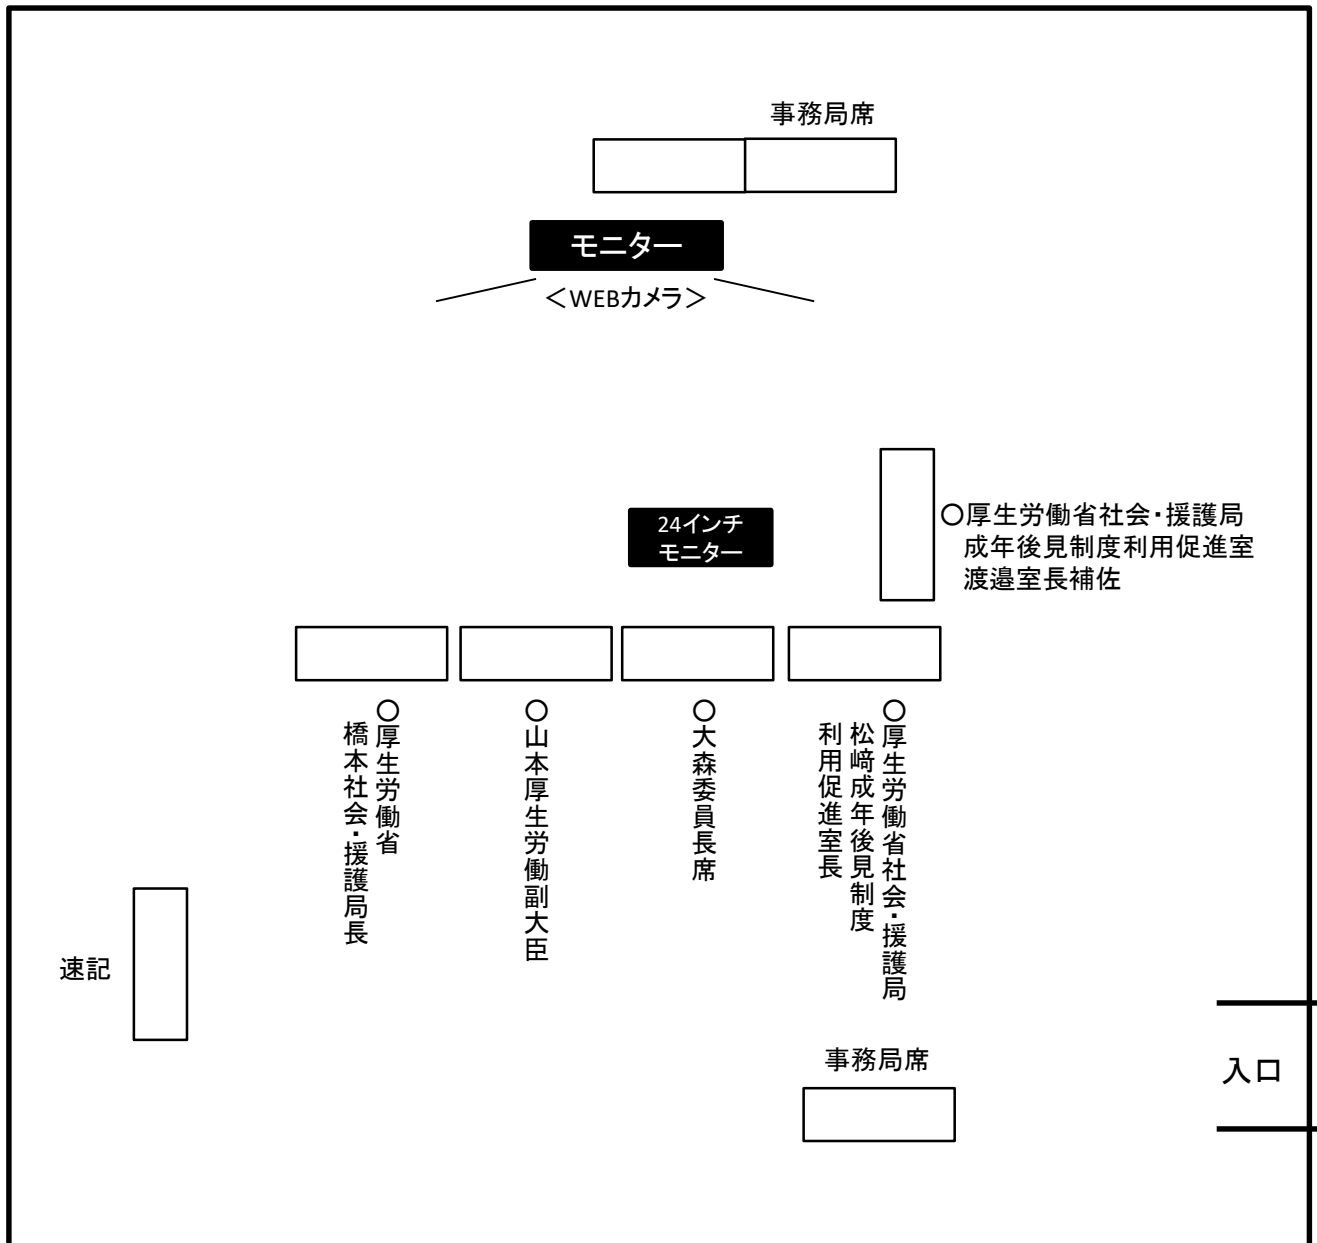 事務局席
モニター
＜WEBカメラ＞
24インチ
モニター
○厚生労働省社会・援護局
成年後見制度利用促進室
渡邉室長補佐
○厚生労働省
橋本社会・援護局長
○山本厚生労働副大臣
○大森委員長席
○厚生労働省社会・援護局
松﨑成年後見制度
利用促進室長
速記
事務局席
入口